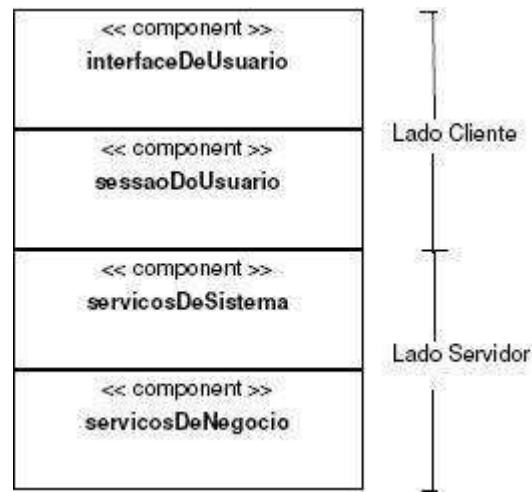 << component >>
interfaceDeUsuario
<< component >>
sessaoDoUsuario
Lado Cliente
<< component >>
servicosDeSistema
<< component >>
servicosDeNegocio
Lado Servidor